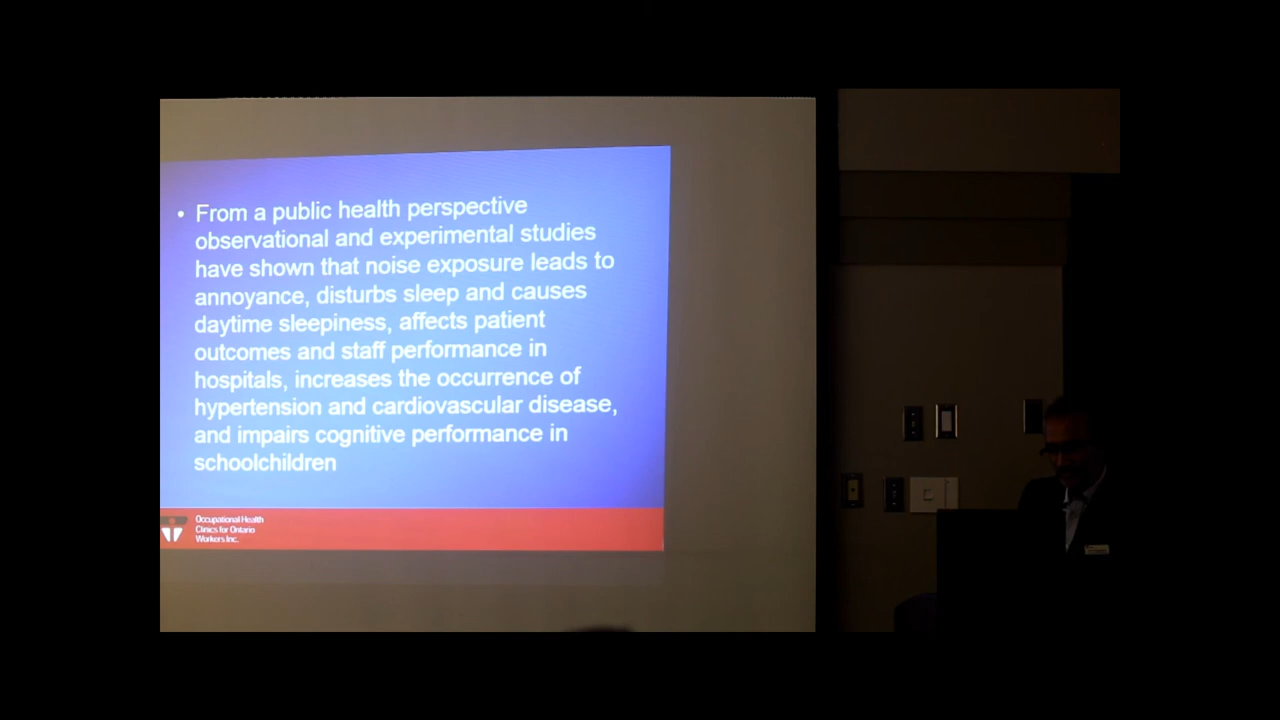 • From a public health perspective
observational and experimental studies
have shown that noise exposure leads to
annoyance, disturbs sleep and causes
daytime sleepiness, affects patient
outcomes and staff performance in
hospitals, increases the occurrence of
hypertension and cardiovascular disease,
and impairs cognitive performance in
schoolchildren
Occupational Health
Clinics for Ontario
Workers Inc.